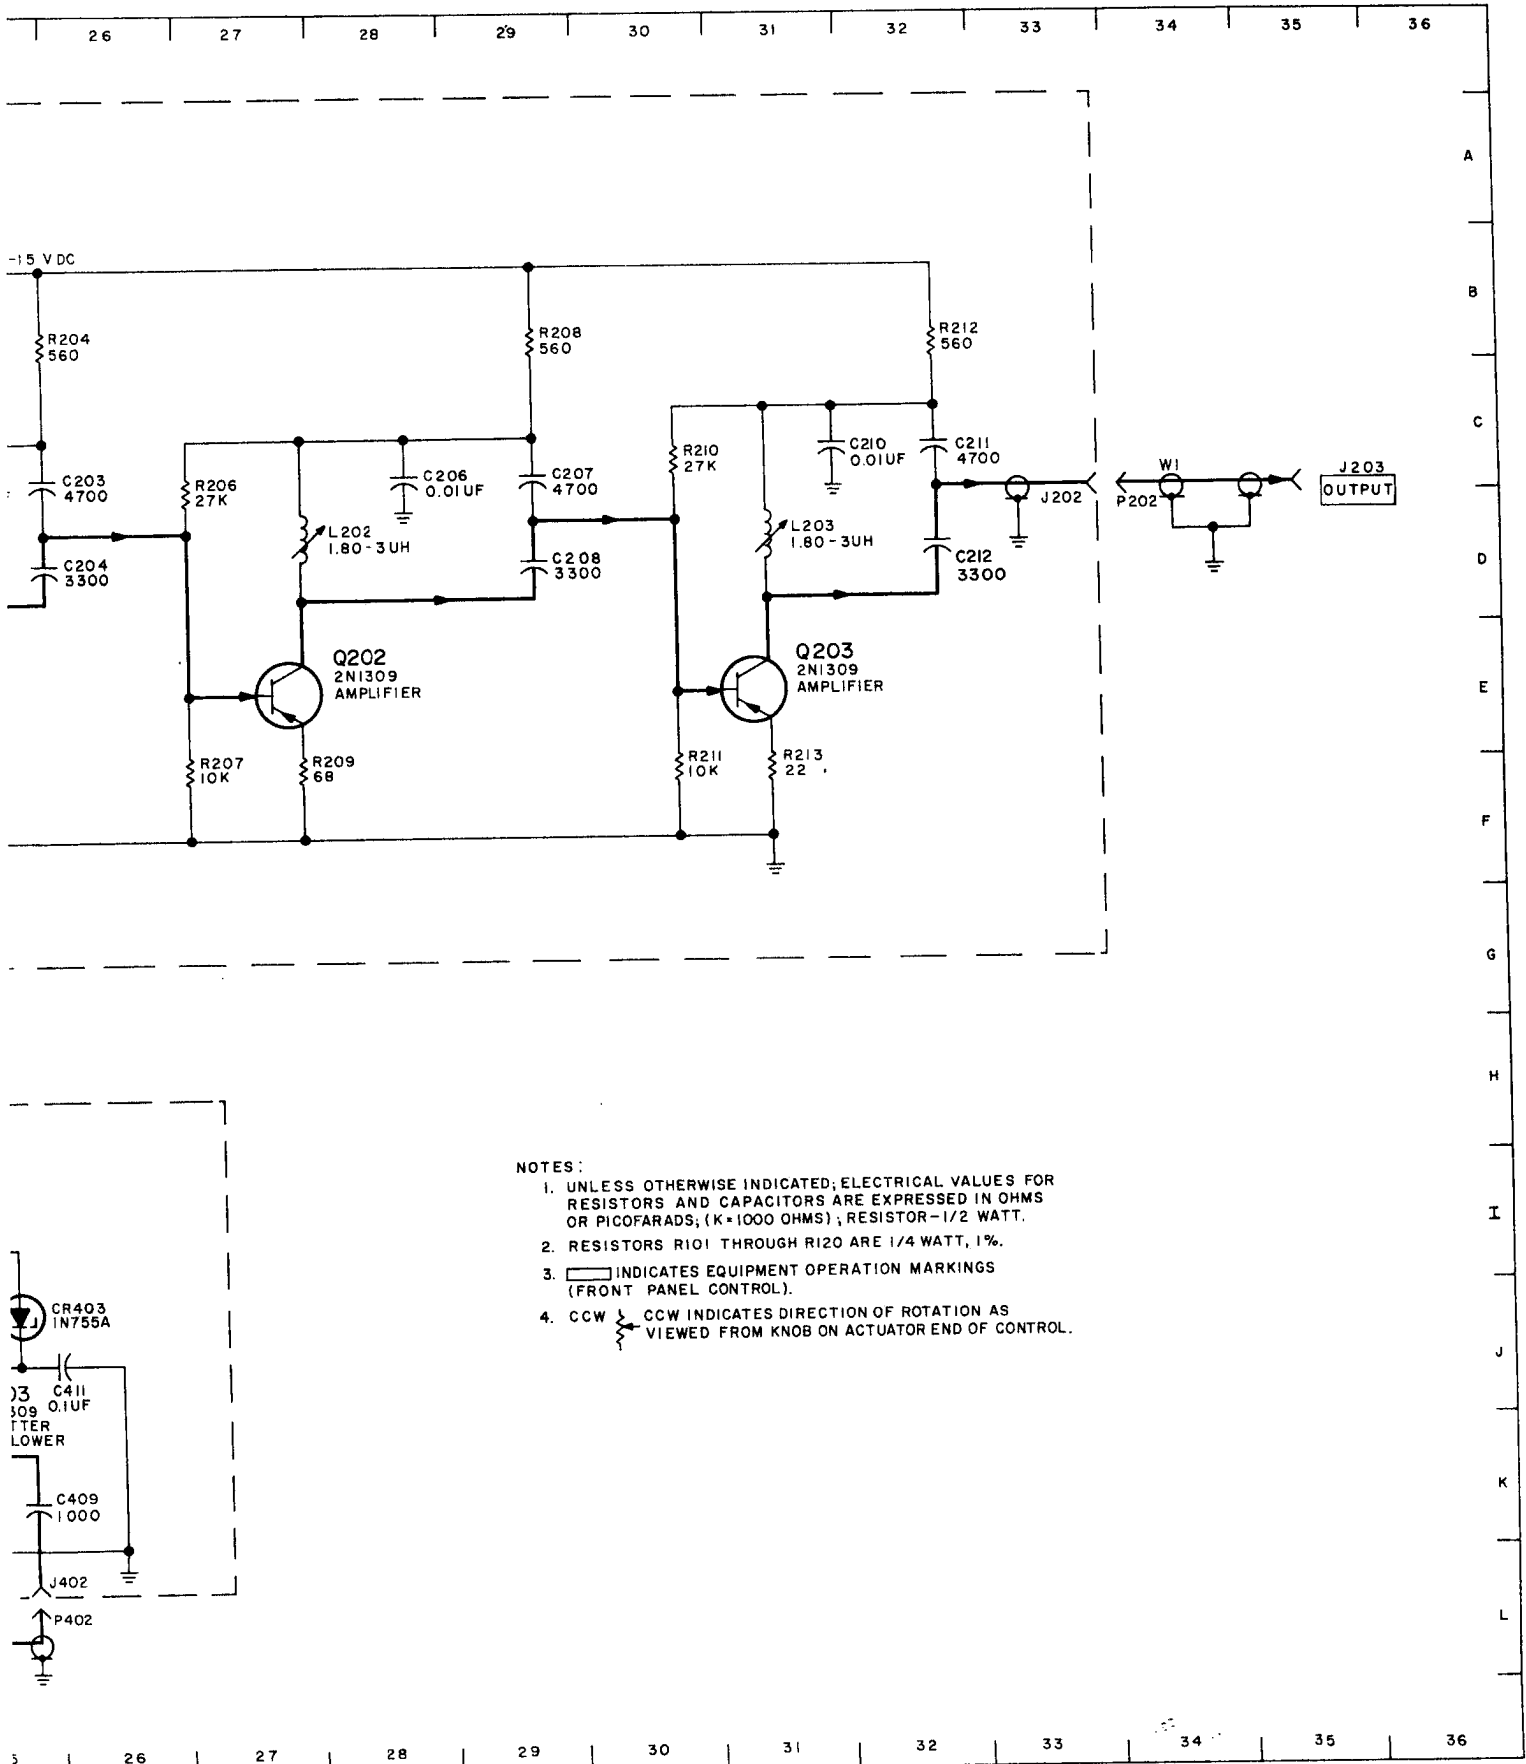 26 27 28 29 30 31 32 33 34 35 36
A
-15 V DC
B
R204
560
R208
560
R212
560
C
C203
4700
R206
27K
C206
0.01UF
C207
4700
R210
27K
C210
0.01UF
C211
4700
J202
P202
W1
J203
OUTPUT
L202
1.80-3UH
L203
1.80-3UH
D
C204
3300
C208
3300
C212
3300
Q202
2N1309
AMPLIFIER
Q203
2N1309
AMPLIFIER
E
R207
10K
R209
68
R211
10K
R213
22
F
G
H
NOTES:
1. UNLESS OTHERWISE INDICATED; ELECTRICAL VALUES FOR
RESISTORS AND CAPACITORS ARE EXPRESSED IN OHMS
OR PICOFARADS; (K=1000 OHMS); RESISTOR-1/2 WATT.
I
2. RESISTORS R101 THROUGH R120 ARE 1/4 WATT, 1%.
3. INDICATES EQUIPMENT OPERATION MARKINGS
(FRONT PANEL CONTROL).
4. CCW CCW INDICATES DIRECTION OF ROTATION AS
VIEWED FROM KNOB ON ACTUATOR END OF CONTROL.
CR403
1N755A
J
C411
0.1UF
03
309
TTER
LOWER
K
C409
1000
J402
P402
L
26 27 28 29 30 31 32 33 34 35 36